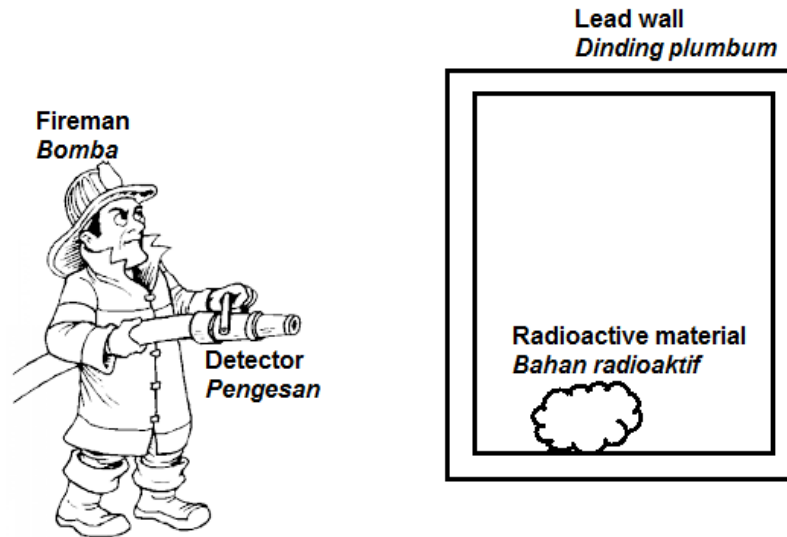 Lead wall
Dinding plumbum
Fireman
Bomba
Detector
Pengesan
Radioactive material
Bahan radioaktif